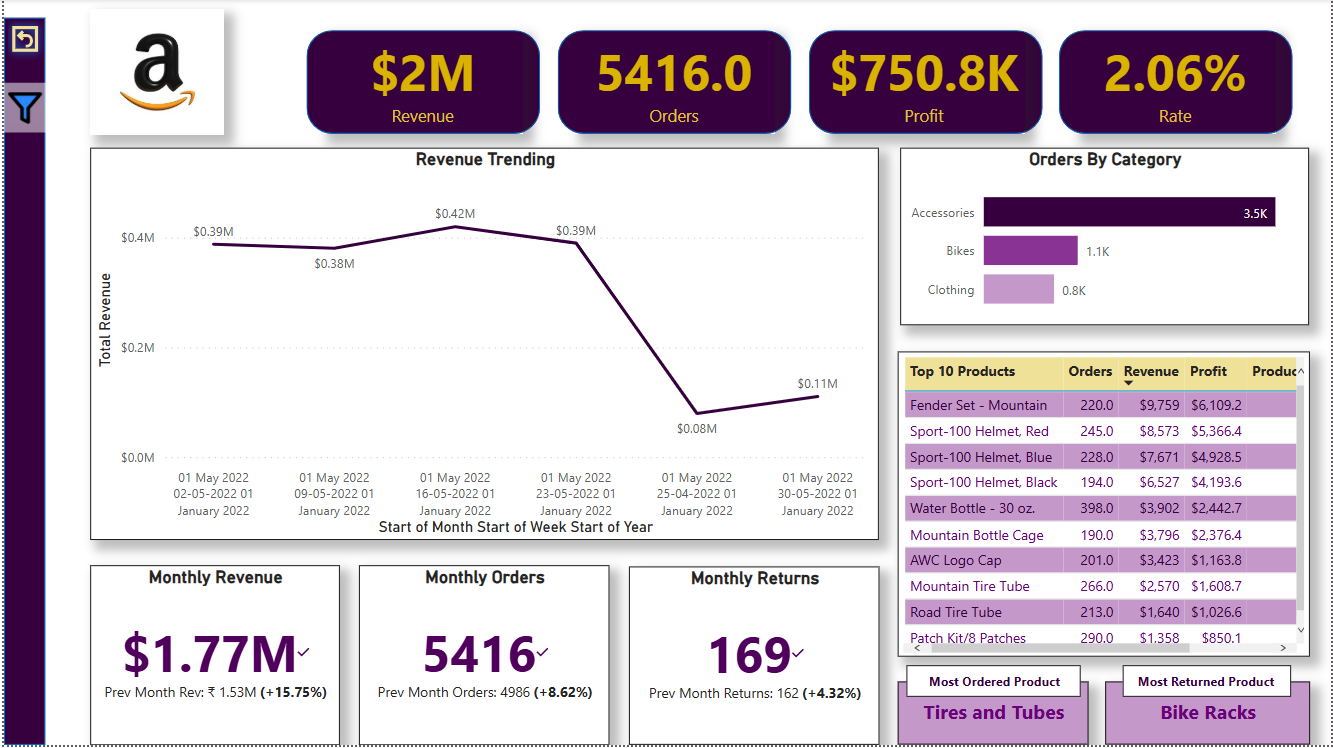 a
$2M
Revenue
5416.0
Orders
$750.8K
Profit
2.06%
Rate
Revenue Trending
Total Revenue
$0.4M
$0.2M
$0.0M
$0.39M
$0.38M
$0.42M
$0.39M
$0.08M
$0.11M
01 May 2022
02-05-2022 01
January 2022
01 May 2022
09-05-2022 01
January 2022
01 May 2022
16-05-2022 01
January 2022
01 May 2022
23-05-2022 01
January 2022
01 May 2022
25-04-2022 01
January 2022
01 May 2022
30-05-2022 01
January 2022
Start of Month Start of Week Start of Year
Orders By Category
Accessories 3.5K
Bikes 1.1K
Clothing 0.8K
Top 10 Products Orders Revenue Profit Produc
Fender Set - Mountain 220.0 $9,759 $6,109.2
Sport-100 Helmet, Red 245.0 $8,573 $5,366.4
Sport-100 Helmet, Blue 228.0 $7,671 $4,928.5
Sport-100 Helmet, Black 194.0 $6,527 $4,193.6
Water Bottle - 30 oz. 398.0 $3,902 $2,442.7
Mountain Bottle Cage 190.0 $3,796 $2,376.4
AWC Logo Cap 201.0 $3,423 $1,163.8
Mountain Tire Tube 266.0 $2,570 $1,608.7
Road Tire Tube 213.0 $1,640 $1,026.6
Patch Kit/8 Patches 290.0 $1,358 $850.1
Monthly Revenue
$1.77M
Prev Month Rev: ₹ 1.53M (+15.75%)
Monthly Orders
5416
Prev Month Orders: 4986 (+8.62%)
Monthly Returns
169
Prev Month Returns: 162 (+4.32%)
Most Ordered Product
Tires and Tubes
Most Returned Product
Bike Racks